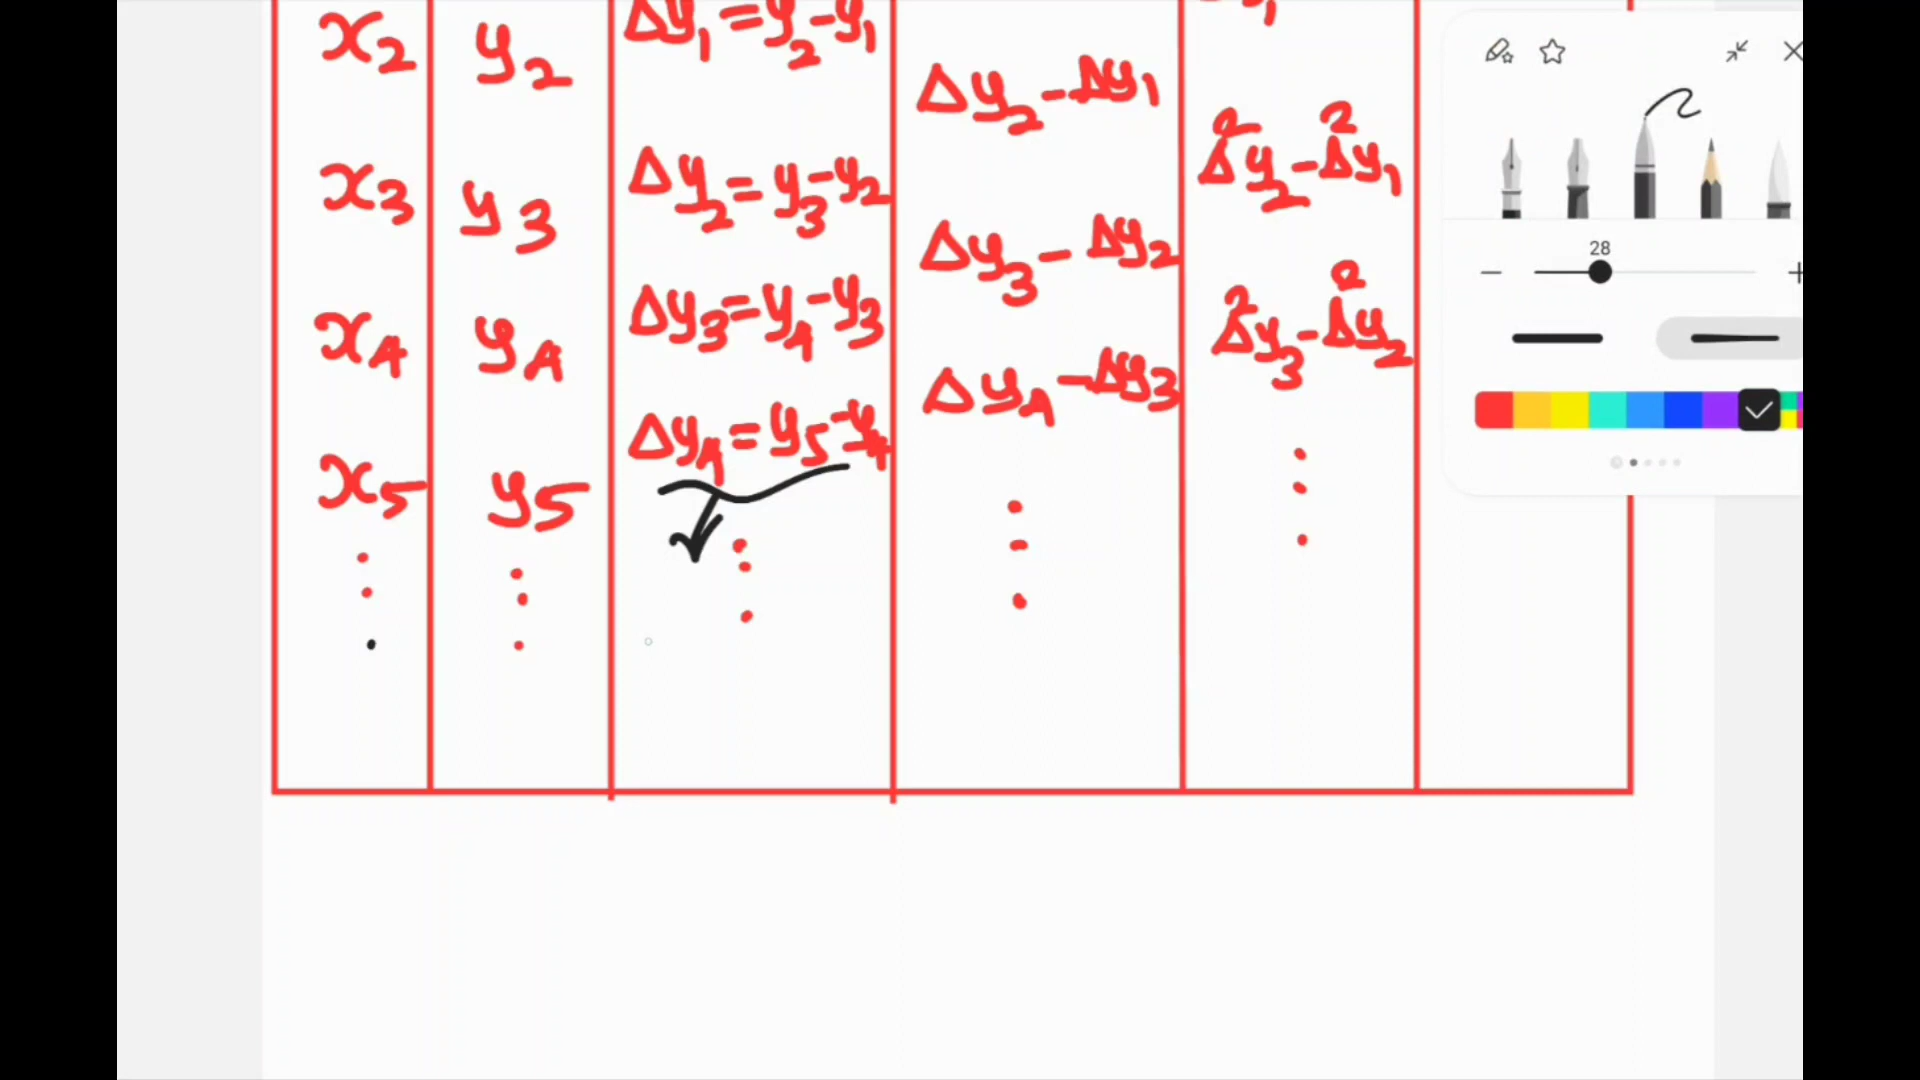 x2 y2 Δy1 = y2 - y1
Δy2 - Δy1
x3 y3 Δy2 = y3 - y2 Δ²y2 - Δ²y1
Δy3 - Δy2
x4 y4 Δy3 = y4 - y3 Δ²y3 - Δ²y2
Δy4 - Δy3
x5 y5 Δy4 = y5 - y4
28